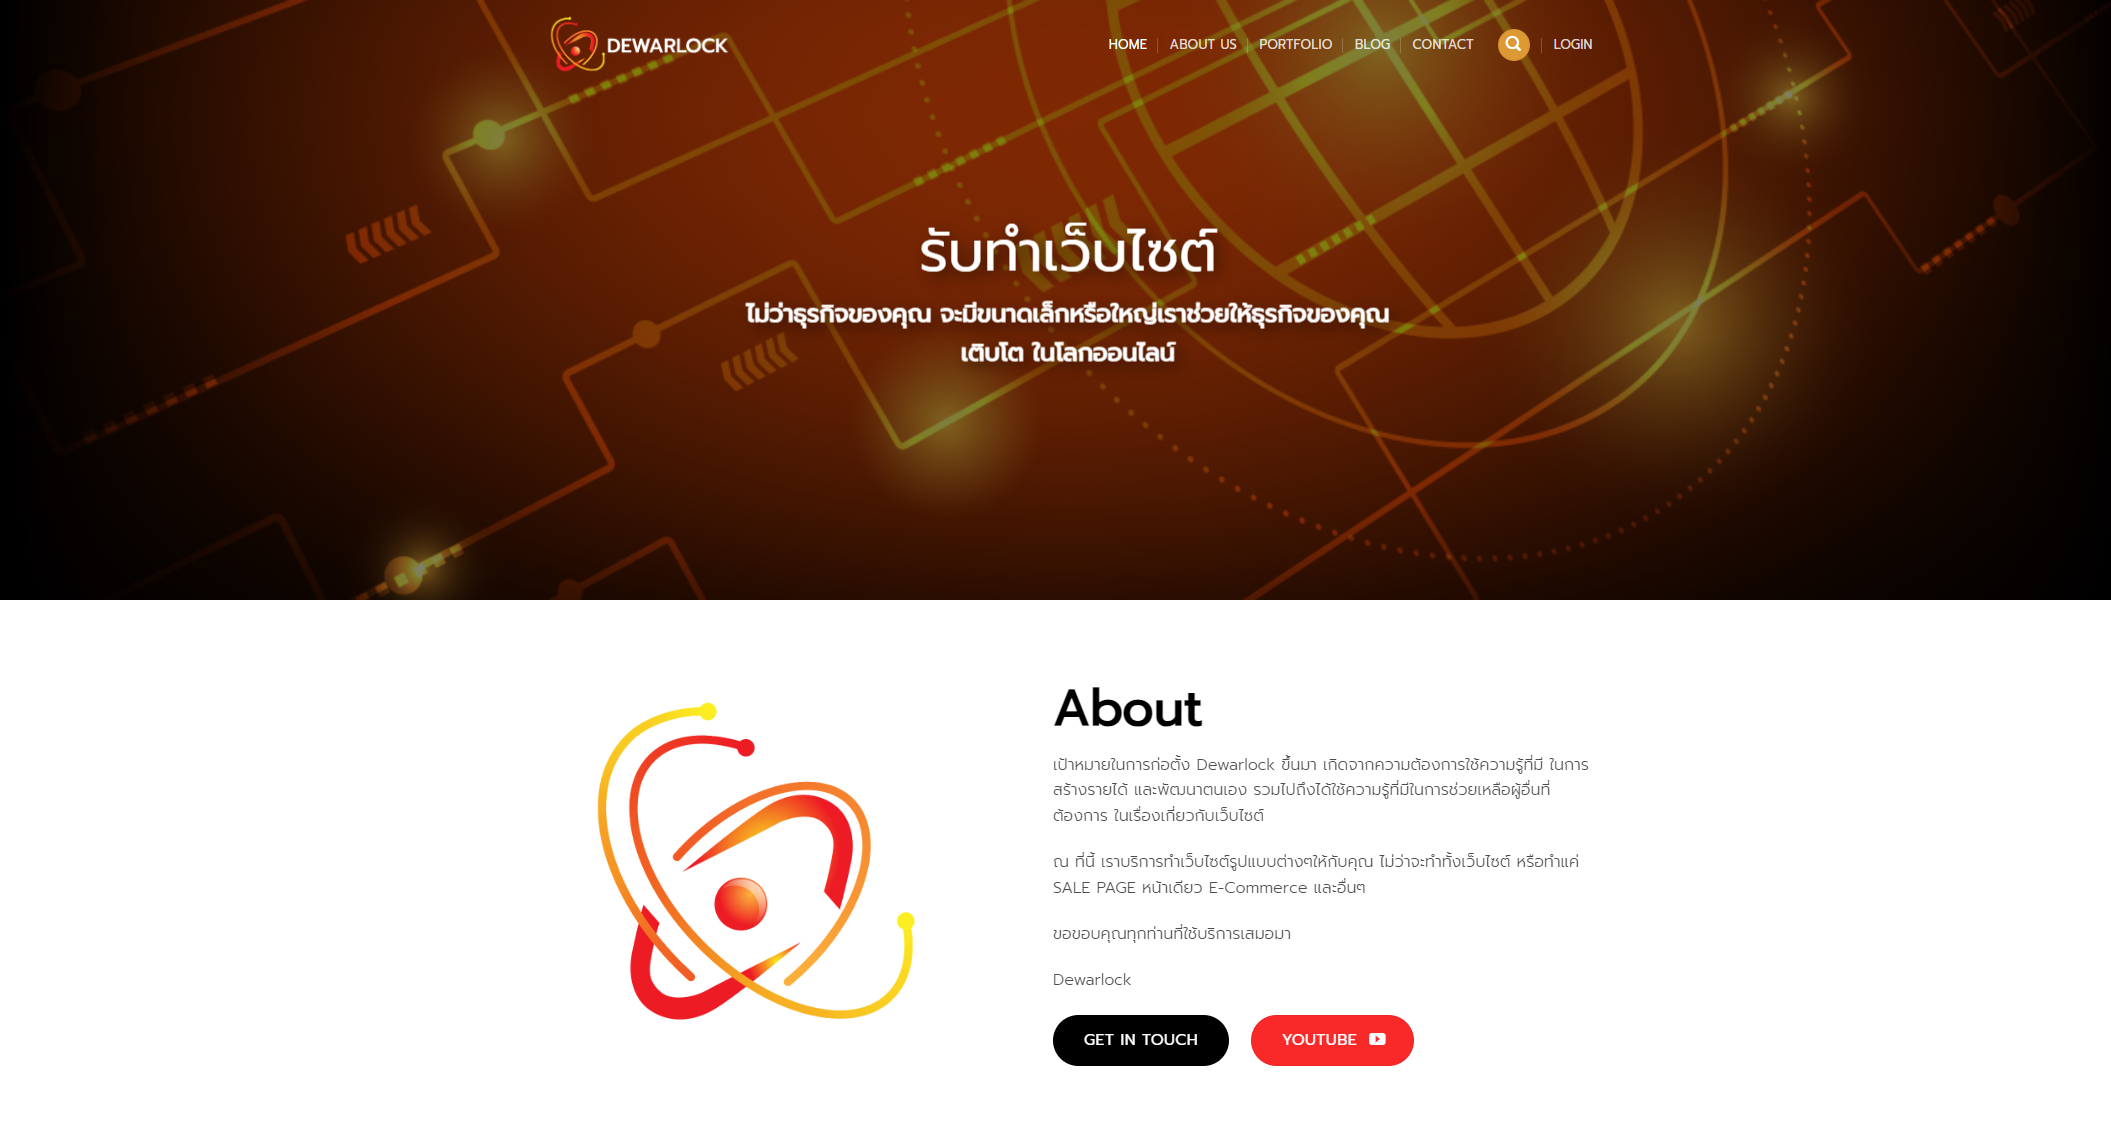 DEWARLOCK
HOME ABOUT US PORTFOLIO BLOG CONTACT LOGIN
รับทำเว็บไซต์
ไม่ว่าธุรกิจของคุณ จะมีขนาดเล็กหรือใหญ่เราช่วยให้ธุรกิจของคุณ
เติบโต ในโลกออนไลน์
About
เป้าหมายในการก่อตั้ง Dewarlock ขึ้นมา เกิดจากความต้องการใช้ความรู้ที่มี ในการ
สร้างรายได้ และพัฒนาตนเอง รวมไปถึงได้ใช้ความรู้ที่มีในการช่วยเหลือผู้อื่นที่
ต้องการ ในเรื่องเกี่ยวกับเว็บไซต์
ณ ที่นี้ เราบริการทำเว็บไซต์รูปแบบต่างๆให้กับคุณ ไม่ว่าจะทำทั้งเว็บไซต์ หรือทำแค่
SALE PAGE หน้าเดียว E-Commerce และอื่นๆ
ขอขอบคุณทุกท่านที่ใช้บริการเสมอมา
Dewarlock
GET IN TOUCH YOUTUBE